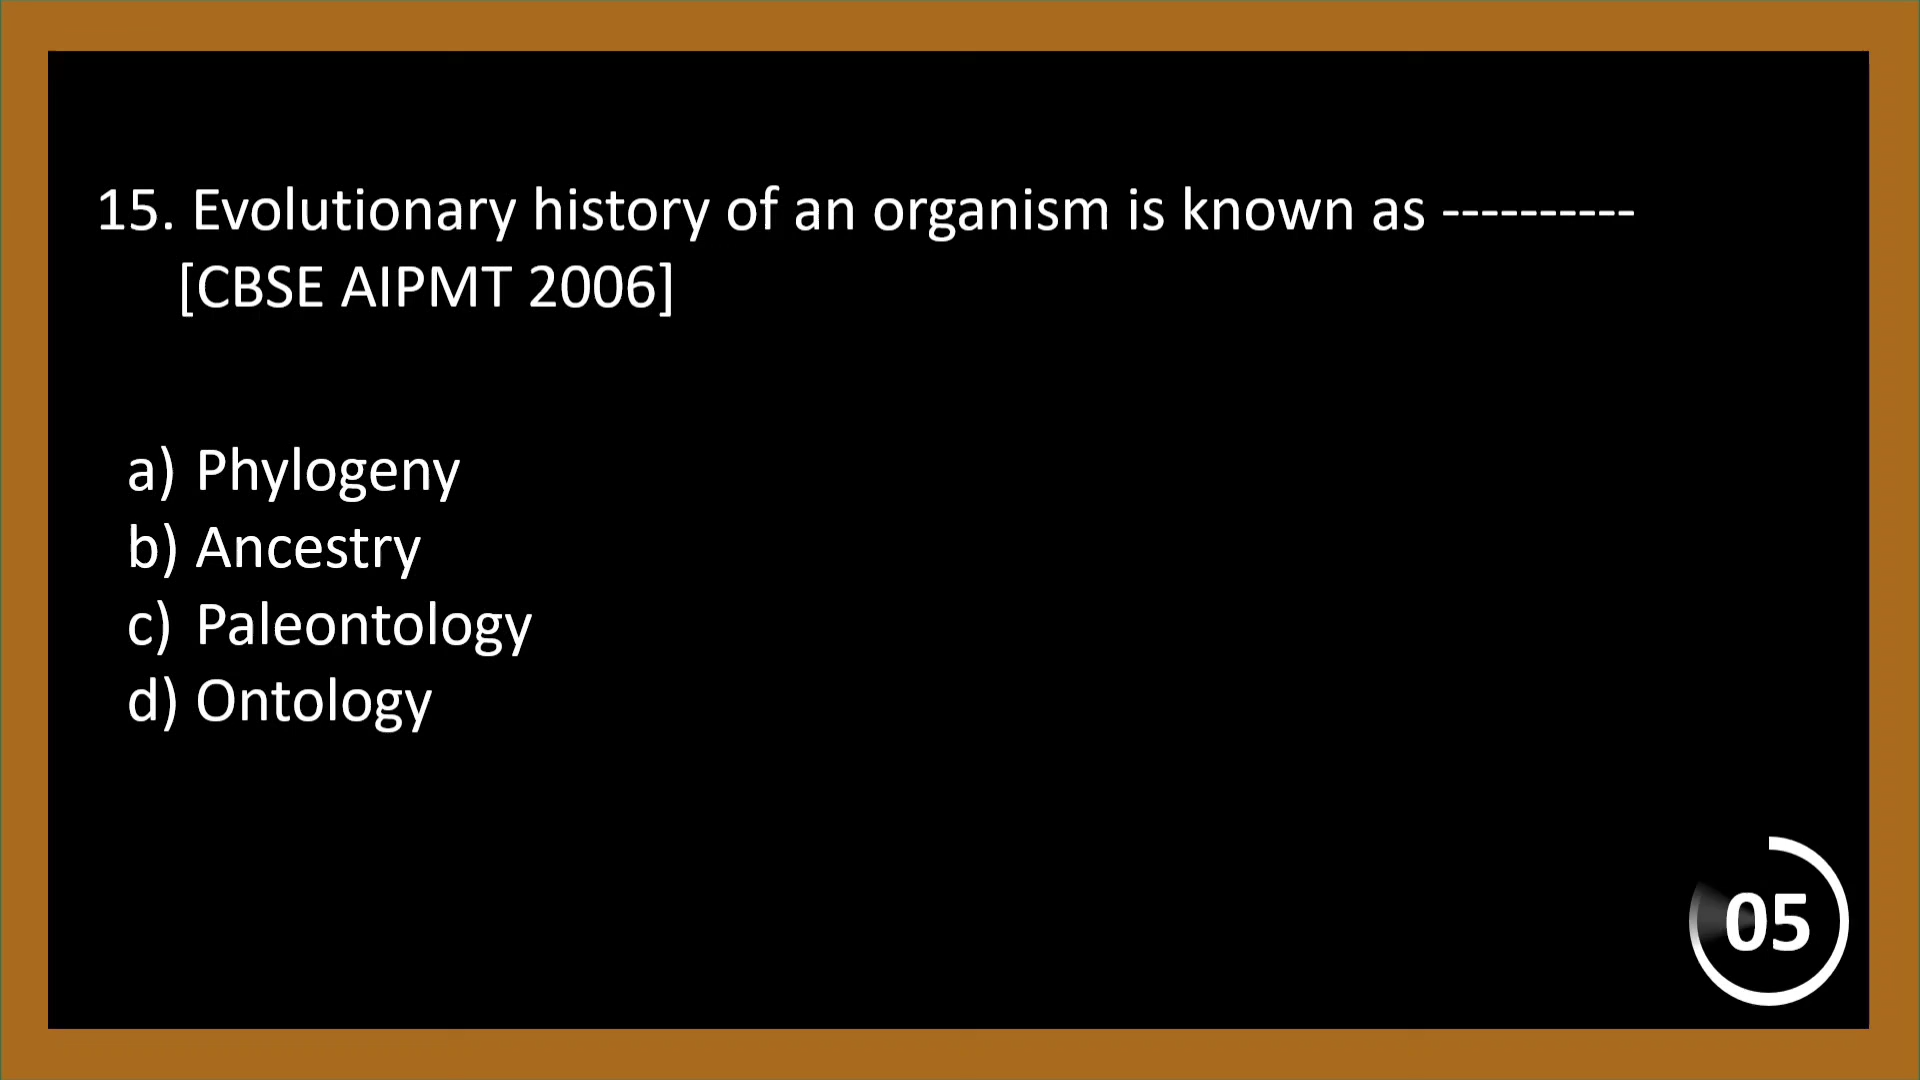 15. Evolutionary history of an organism is known as ----------
[CBSE AIPMT 2006]
a) Phylogeny
b) Ancestry
c) Paleontology
d) Ontology
05